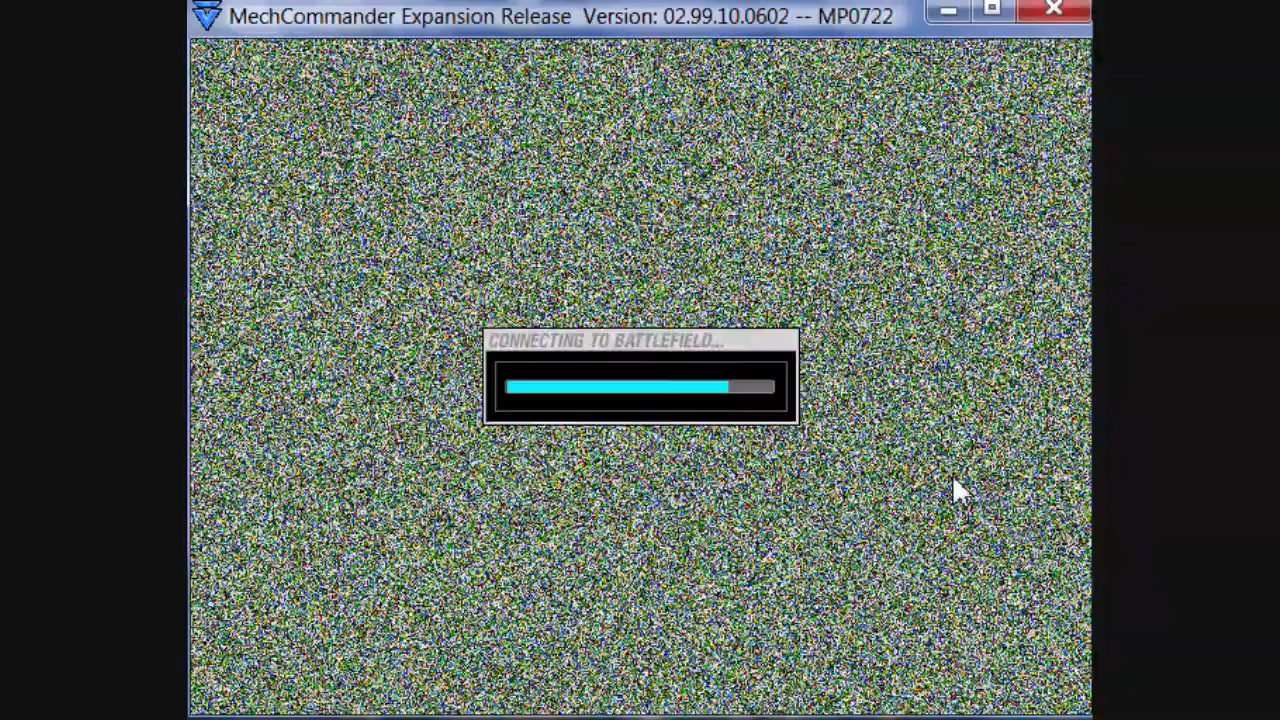 MechCommander Expansion Release  Version: 02.99.10.0602 -- MP0722
CONNECTING TO BATTLEFIELD...